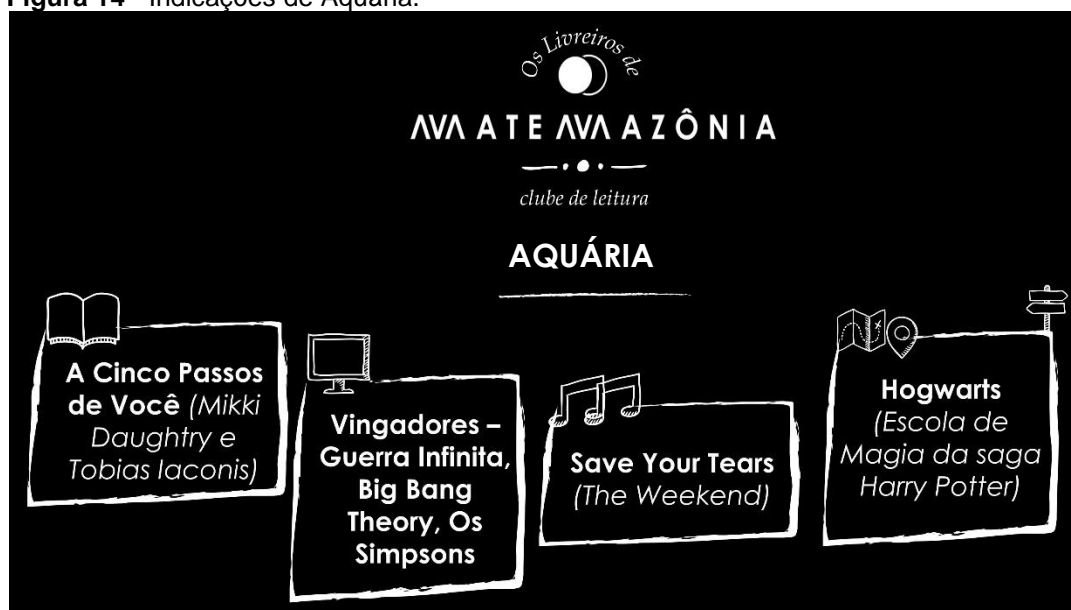 Figura 14 - Indicações de Aquária.
Os Livreiros de
MATE AMAZÔNIA
clube de leitura
AQUÁRIA
A Cinco Passos
de Você (Mikki
Daughtry e
Tobias Iaconis)
Vingadores –
Guerra Infinita,
Big Bang
Theory, Os
Simpsons
Save Your Tears
(The Weekend)
Hogwarts
(Escola de
Magia da saga
Harry Potter)